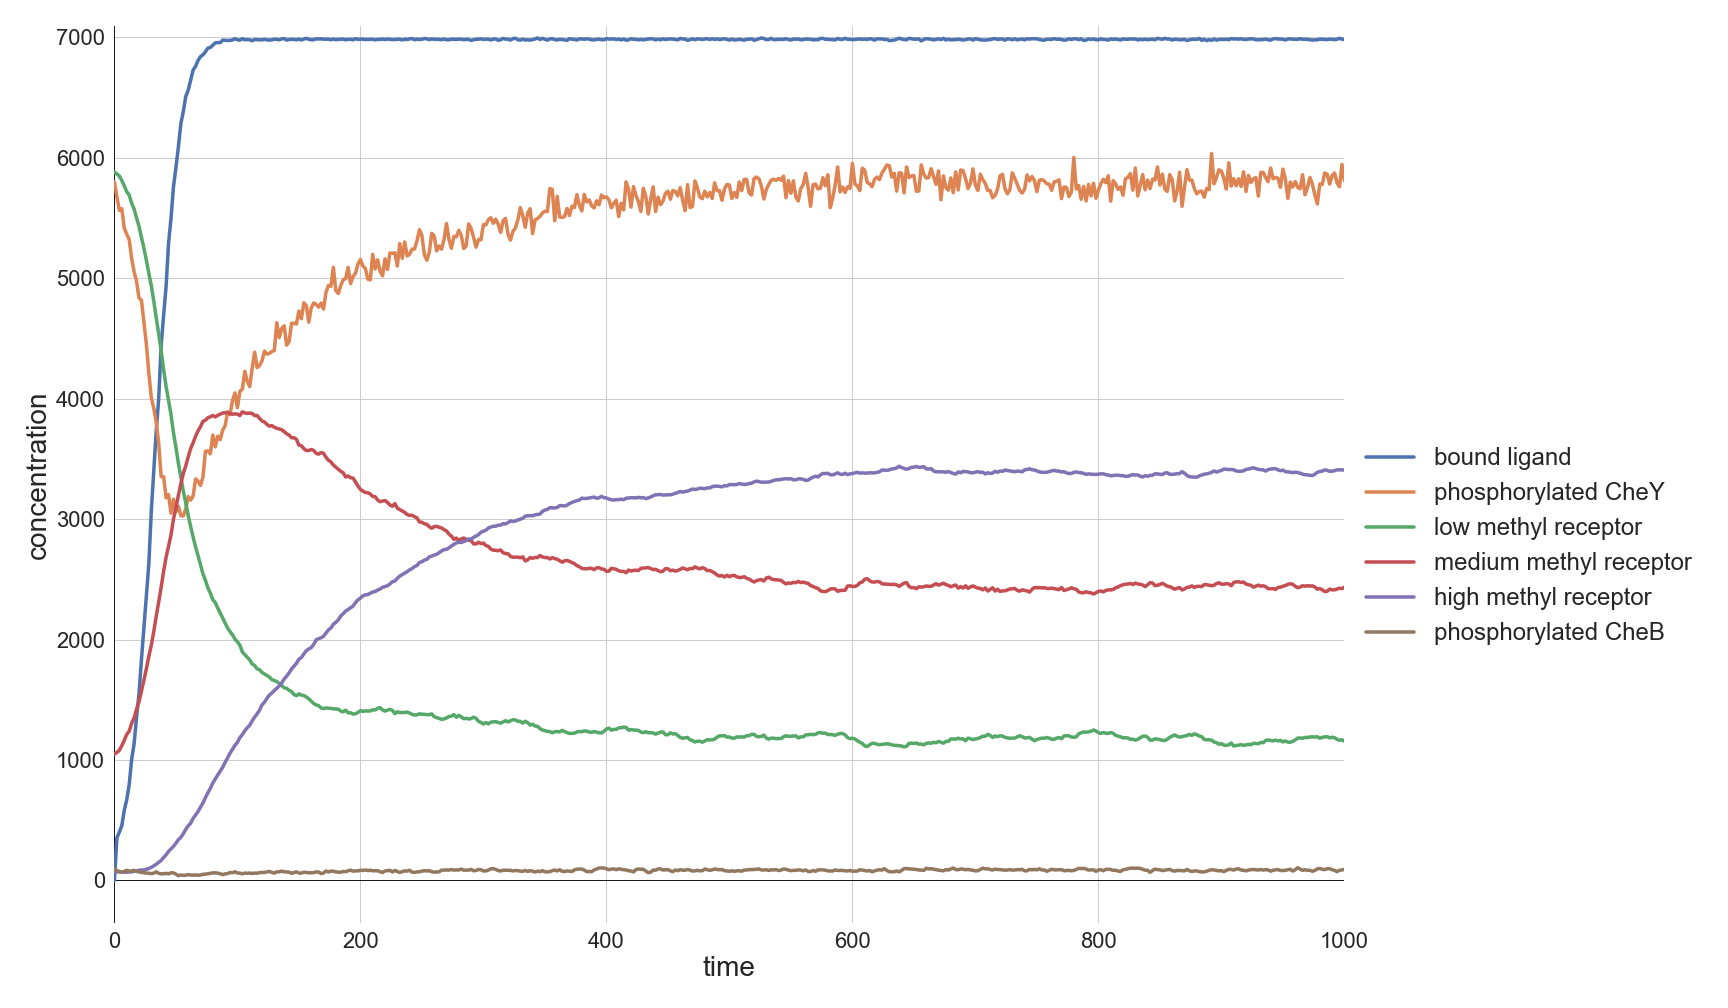 7000
6000
5000
4000
3000
2000
1000
0
concentration
0 200 400 600 800 1000
time
bound ligand
phosphorylated CheY
low methyl receptor
medium methyl receptor
high methyl receptor
phosphorylated CheB